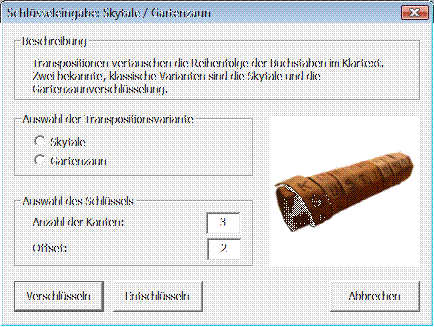 Schlüsseleingabe: Skytale / Gartenzaun
Beschreibung
Transpositionen vertauschen die Reihenfolge der Buchstaben im Klartext.
Zwei bekannte, klassische Varianten sind die Skytale und die
Gartenzaunverschlüsselung.
Auswahl der Transpositionsvariante
Skytale
Gartenzaun
Auswahl des Schlüssels
Anzahl der Kanten: 3
Offset: 2
Verschlüsseln Entschlüsseln Abbrechen